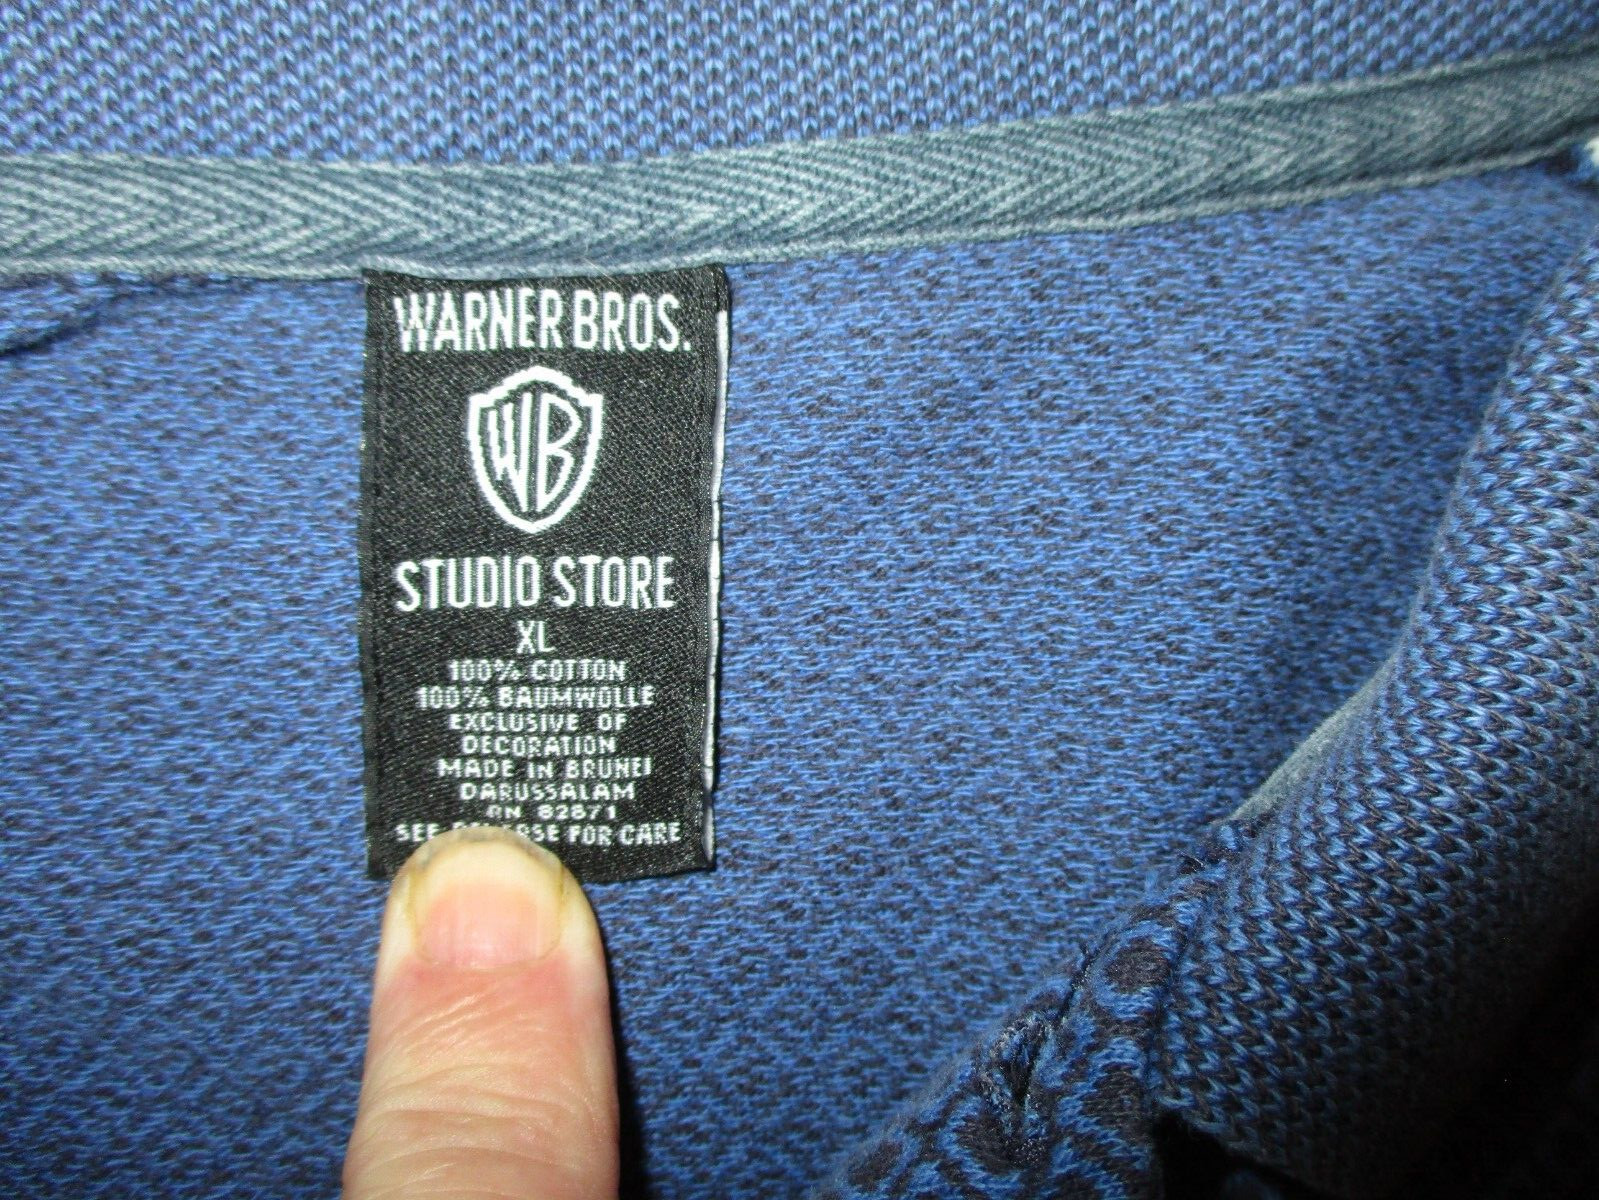 WARNER BROS.
WB
STUDIO STORE
XL
100% COTTON
100% BAUMWOLLE
EXCLUSIVE OF
DECORATION
MADE IN BRUNEI
DARUSSALAM
RN 82871
SEE REVERSE FOR CARE